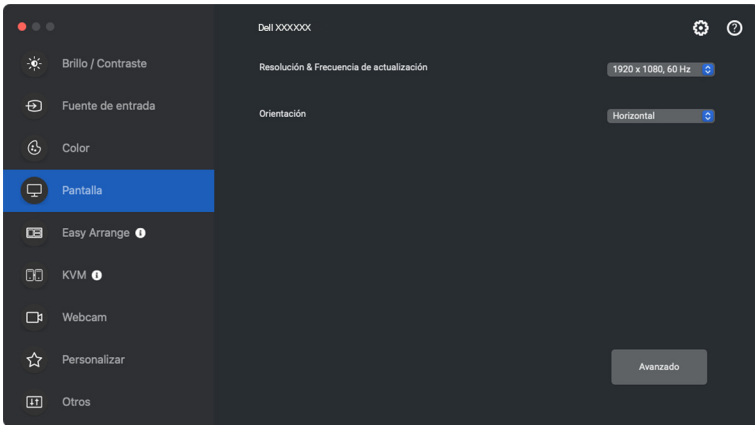 Dell XXXXXX
Brillo / Contraste
Fuente de entrada
Color
Pantalla
Easy Arrange
KVM
Webcam
Personalizar
Otros
Resolución & Frecuencia de actualización
1920 x 1080, 60 Hz
Orientación
Horizontal
Avanzado